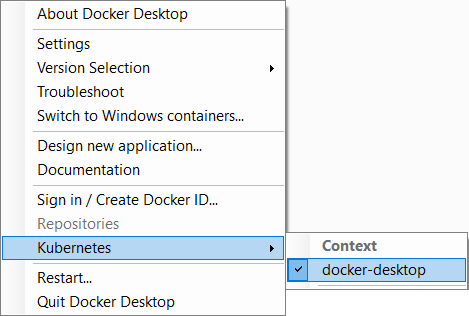 About Docker Desktop
Settings
Version Selection
Troubleshoot
Switch to Windows containers...
Design new application...
Documentation
Sign in / Create Docker ID...
Repositories
Kubernetes
Context
docker-desktop
Restart...
Quit Docker Desktop